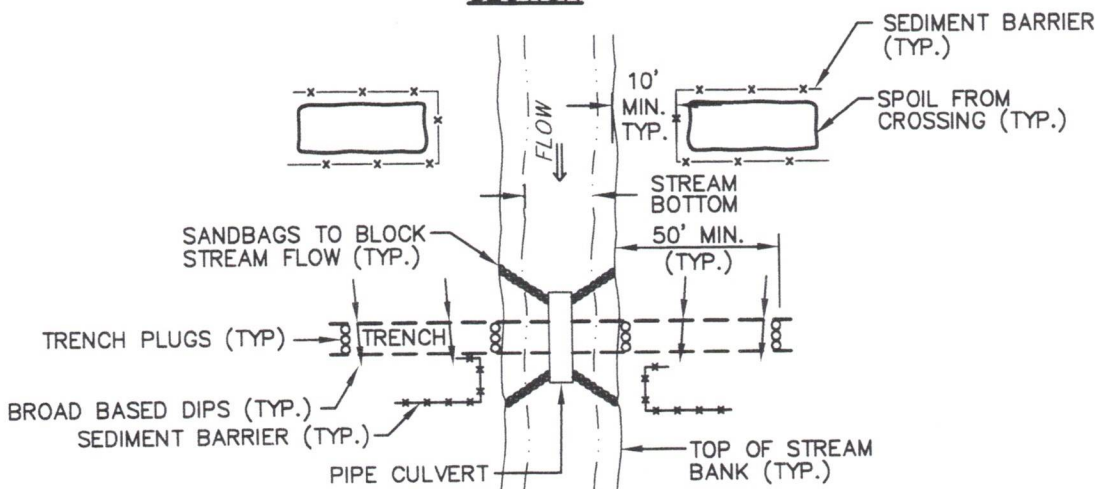 SEDIMENT BARRIER
(TYP.)
10'
MIN.
TYP.
SPOIL FROM
CROSSING (TYP.)
FLOW
STREAM
BOTTOM
SANDBAGS TO BLOCK
STREAM FLOW (TYP.)
50' MIN.
(TYP.)
TRENCH PLUGS (TYP)
TRENCH
BROAD BASED DIPS (TYP.)
SEDIMENT BARRIER (TYP.)
PIPE CULVERT
TOP OF STREAM
BANK (TYP.)